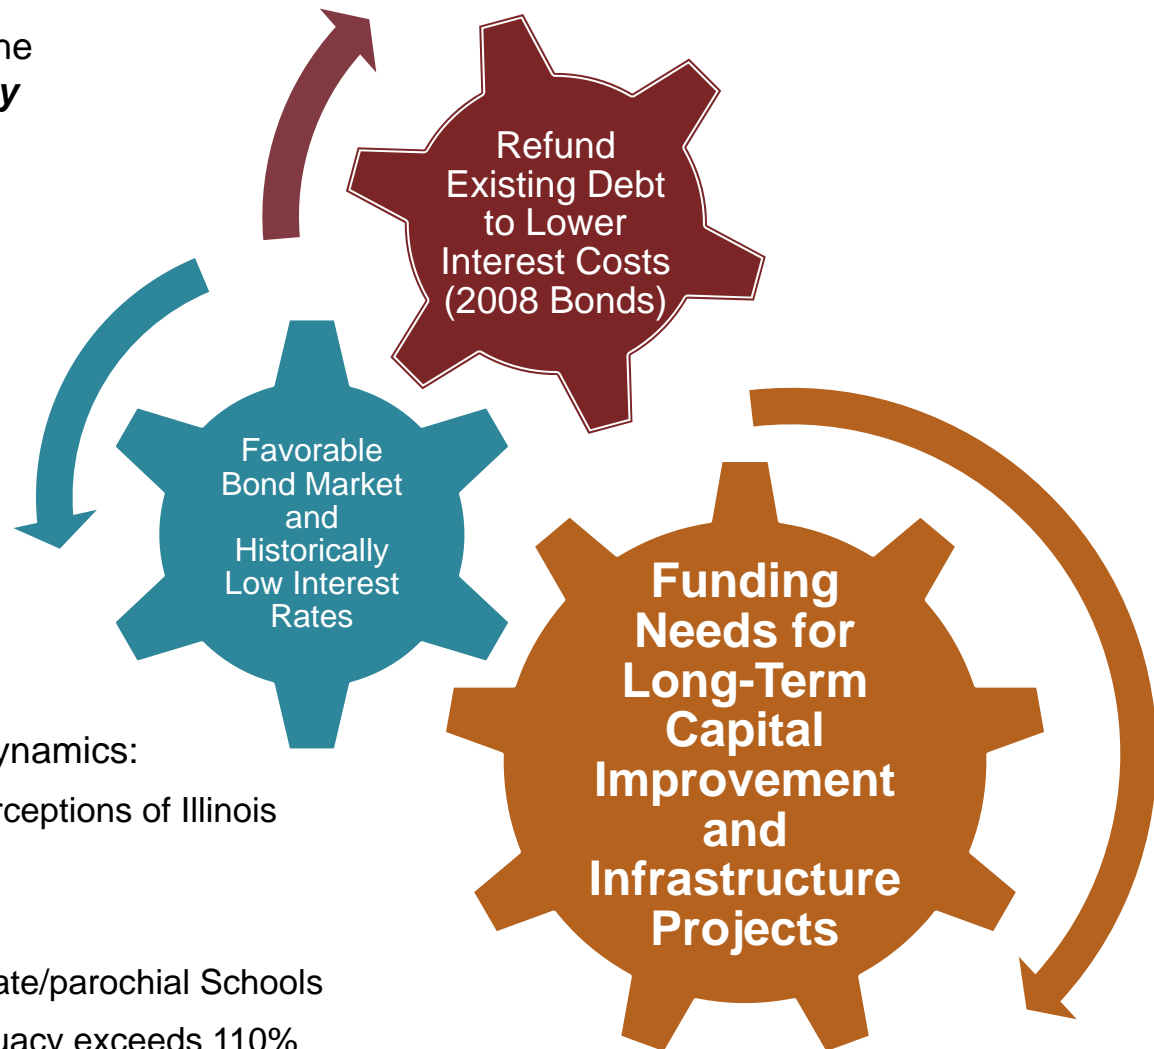 y
Refund
Existing Debt
to Lower
Interest Costs
(2008 Bonds)
Favorable
Bond Market
and
Historically
Low Interest
Rates
Funding
Needs for
Long-Term
Capital
Improvement
and
Infrastructure
Projects
ynamics:
rceptions of Illinois
ate/parochial Schools
uacy exceeds 110%